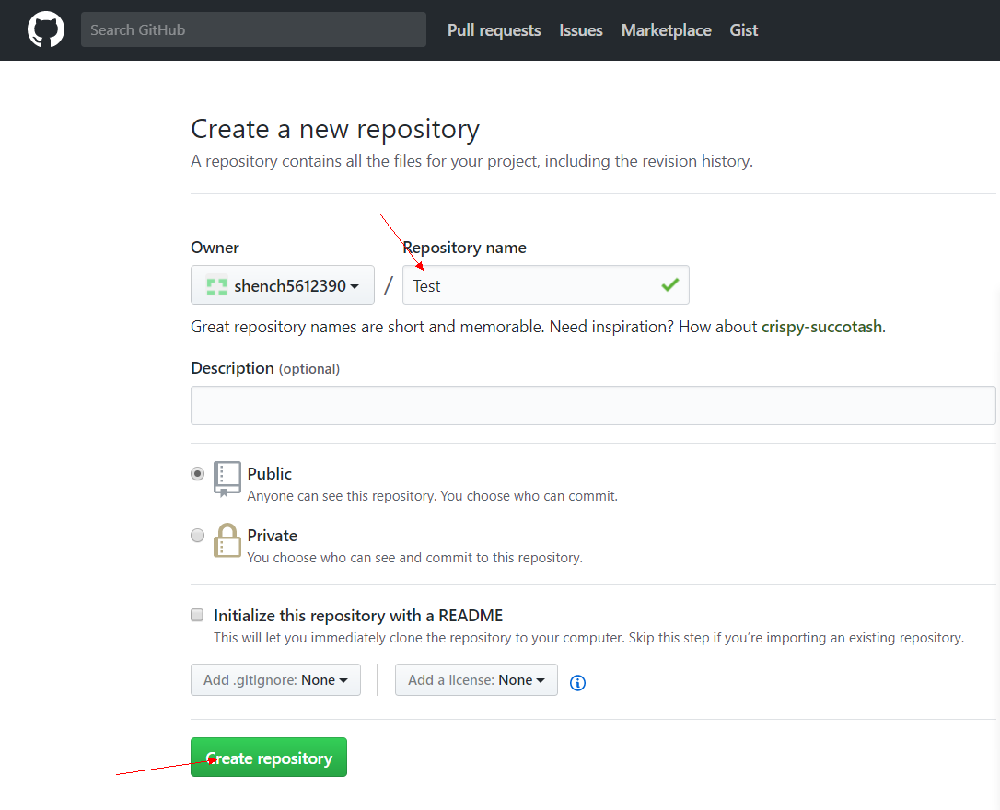 Search GitHub Pull requests Issues Marketplace Gist
Create a new repository
A repository contains all the files for your project, including the revision history.
Owner Repository name
shench5612390 / Test
Great repository names are short and memorable. Need inspiration? How about crispy-succotash.
Description (optional)
Public
Anyone can see this repository. You choose who can commit.
Private
You choose who can see and commit to this repository.
Initialize this repository with a README
This will let you immediately clone the repository to your computer. Skip this step if you’re importing an existing repository.
Add .gitignore: None Add a license: None
Create repository